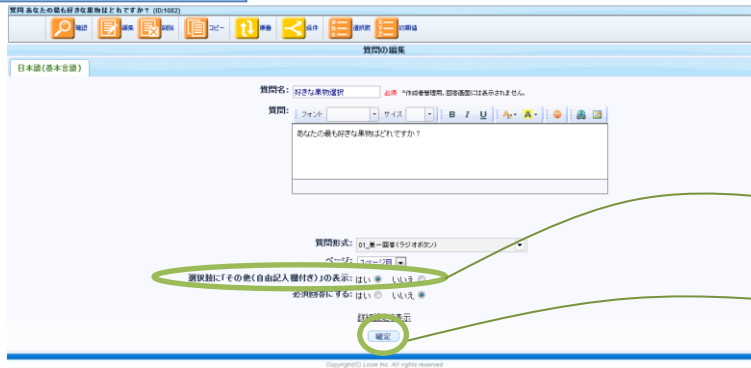 質問 あなたの最も好きな果物はどれですか？ (ID:1082)
確認 編集 削除 コピー 順番 条件 選択肢 初期値
質問の編集
日本語(基本言語)
質問名: 好きな果物選択 必須 *作成者管理用、回答画面には表示されません。
質問: フォント サイズ B I U A A
あなたの最も好きな果物はどれですか？
質問形式: 01_単一回答(ラジオボタン)
ページ: 1ページ目
選択肢に「その他(自由記入欄付き)」の表示: はい いいえ
必須回答にする: はい いいえ
確定
Copyright(C) Loose Inc. All rights reserved